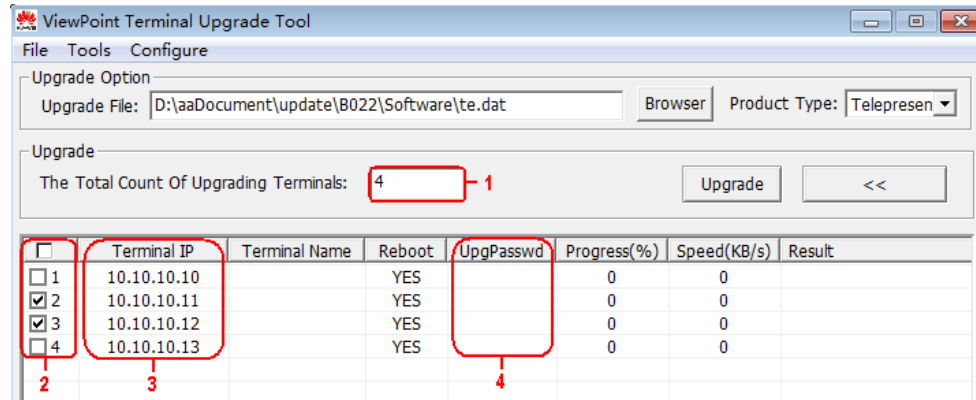 ViewPoint Terminal Upgrade Tool
File Tools Configure
Upgrade Option
Upgrade File: D:\aaDocument\update\B022\Software\te.dat Browser Product Type: Telepresen
Upgrade
The Total Count Of Upgrading Terminals: 4 1 Upgrade <<
Terminal IP Terminal Name Reboot UpgPasswd Progress(%) Speed(KB/s) Result
1 10.10.10.10 YES 0 0
2 10.10.10.11 YES 0 0
3 10.10.10.12 YES 0 0
4 10.10.10.13 YES 0 0
2 3 4